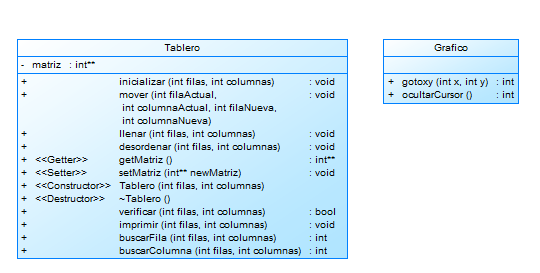 Tablero
- matriz : int**
+ inicializar (int filas, int columnas) : void
+ mover (int filaActual, : void
int columnaActual, int filaNueva,
int columnaNueva)
+ llenar (int filas, int columnas) : void
+ desordenar (int filas, int columnas) : void
+ <<Getter>> getMatriz () : int**
+ <<Setter>> setMatriz (int** newMatriz) : void
+ <<Constructor>> Tablero (int filas, int columnas)
+ <<Destructor>> ~Tablero ()
+ verificar (int filas, int columnas) : bool
+ imprimir (int filas, int columnas) : void
+ buscarFila (int filas, int columnas) : int
+ buscarColumna (int filas, int columnas) : int
Grafico
+ gotoxy (int x, int y) : int
+ ocultarCursor () : int